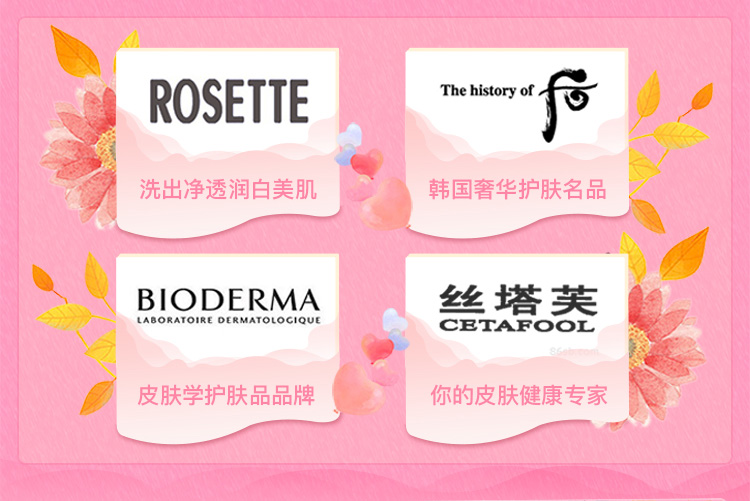 ROSETTE
洗出净透润白美肌
The history of 后
韩国奢华护肤名品
BIODERMA
LABORATOIRE DERMATOLOGIQUE
皮肤学护肤品品牌
丝塔芙
CETAFOOL
你的皮肤健康专家